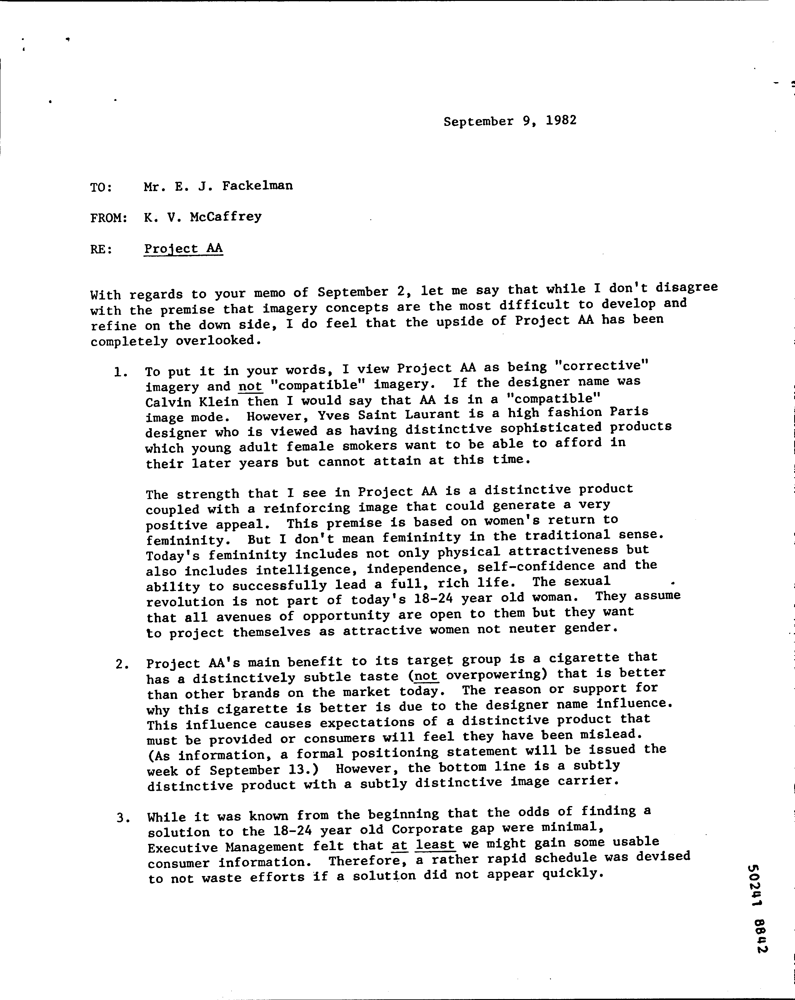 September 9, 1982
TO: Mr. E. J. Fackelman
FROM: K. V. McCaffrey
RE: Project AA
With regards to your memo of September 2, let me say that while I don't disagree
with the premise that imagery concepts are the most difficult to develop and
refine on the down side, I do feel that the upside of Project AA has been
completely overlooked.
1. To put it in your words, I view Project AA as being "corrective"
imagery and not "compatible" imagery. If the designer name was
Calvin Klein then I would say that AA is in a "compatible"
image mode. However, Yves Saint Laurant is a high fashion Paris
designer who is viewed as having distinctive sophisticated products
which young adult female smokers want to be able to afford in
their later years but cannot attain at this time.
The strength that I see in Project AA is a distinctive product
coupled with a reinforcing image that could generate a very
positive appeal. This premise is based on women's return to
femininity. But I don't mean femininity in the traditional sense.
Today's femininity includes not only physical attractiveness but
also includes intelligence, independence, self-confidence and the
ability to successfully lead a full, rich life. The sexual
revolution is not part of today's 18-24 year old woman. They assume
that all avenues of opportunity are open to them but they want
to project themselves as attractive women not neuter gender.
2. Project AA's main benefit to its target group is a cigarette that
has a distinctively subtle taste (not overpowering) that is better
than other brands on the market today. The reason or support for
why this cigarette is better is due to the designer name influence.
This influence causes expectations of a distinctive product that
must be provided or consumers will feel they have been mislead.
(As information, a formal positioning statement will be issued the
week of September 13.) However, the bottom line is a subtly
distinctive product with a subtly distinctive image carrier.
3. While it was known from the beginning that the odds of finding a
solution to the 18-24 year old Corporate gap were minimal,
Executive Management felt that at least we might gain some usable
consumer information. Therefore, a rather rapid schedule was devised
to not waste efforts if a solution did not appear quickly.
50241 8842